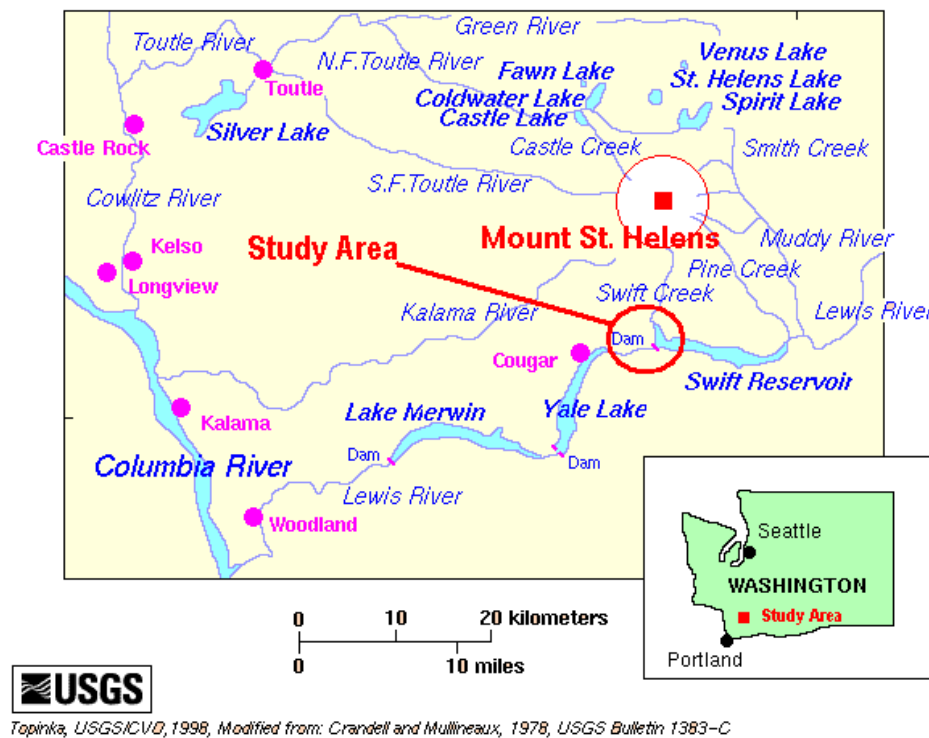 Green River
Toutle River
N.F.Toutle River
Venus Lake
Fawn Lake
St. Helens Lake
Toutle
Coldwater Lake
Spirit Lake
Castle Lake
Silver Lake
Castle Rock
Castle Creek
Smith Creek
S.F.Toutle River
Cowlitz River
Mount St. Helens
Muddy River
Kelso
Study Area
Pine Creek
Longview
Swift Creek
Kalama River
Lewis River
Dam
Cougar
Swift Reservoir
Lake Merwin
Yale Lake
Kalama
Dam
Dam
Columbia River
Lewis River
Woodland
Seattle
WASHINGTON
Study Area
Portland
0 10 20 kilometers
0 10 miles
USGS
Topinka, USGS/CVO, 1998, Modified from: Crandell and Mullineaux, 1978, USGS Bulletin 1383-C